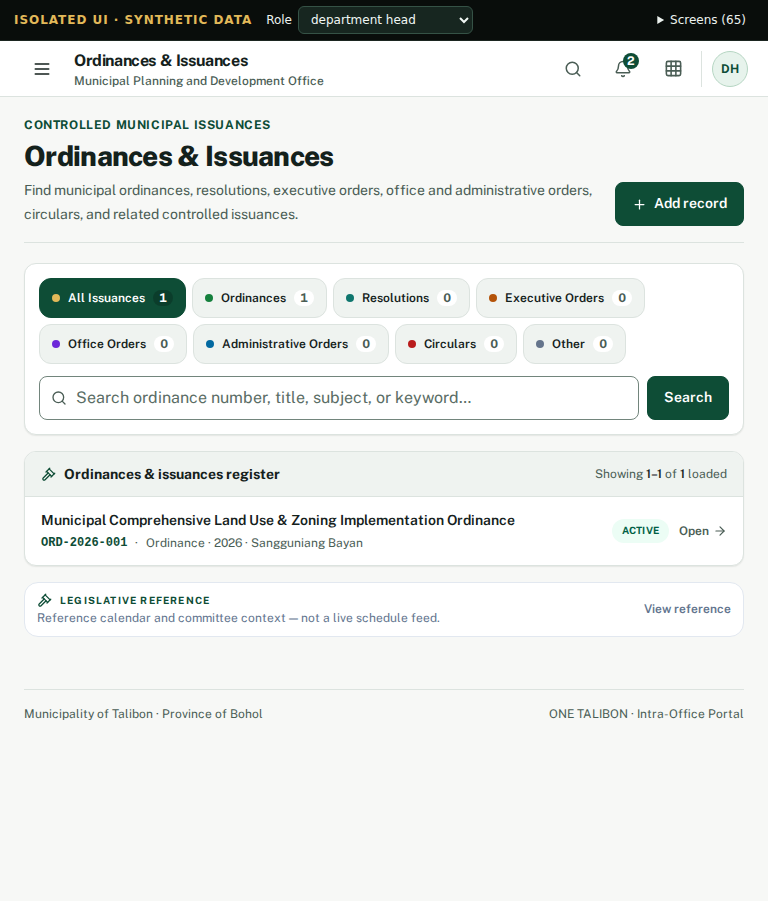 ISOLATED UI · SYNTHETIC DATA Role department head ▶ Screens (65)
Ordinances & Issuances
Municipal Planning and Development Office
2
DH
CONTROLLED MUNICIPAL ISSUANCES
Ordinances & Issuances
Find municipal ordinances, resolutions, executive orders, office and administrative orders,
circulars, and related controlled issuances.
+ Add record
All Issuances 1 Ordinances 1 Resolutions 0 Executive Orders 0
Office Orders 0 Administrative Orders 0 Circulars 0 Other 0
Search ordinance number, title, subject, or keyword... Search
Ordinances & issuances register Showing 1–1 of 1 loaded
Municipal Comprehensive Land Use & Zoning Implementation Ordinance
ORD-2026-001 · Ordinance · 2026 · Sangguniang Bayan
ACTIVE Open →
LEGISLATIVE REFERENCE
Reference calendar and committee context — not a live schedule feed.
View reference
Municipality of Talibon · Province of Bohol ONE TALIBON · Intra-Office Portal